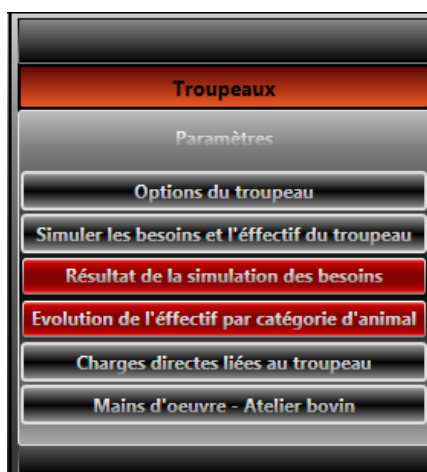 Troupeaux
Paramètres
Options du troupeau
Simuler les besoins et l'éffectif du troupeau
Résultat de la simulation des besoins
Evolution de l'éffectif par catégorie d'animal
Charges directes liées au troupeau
Mains d'oeuvre - Atelier bovin